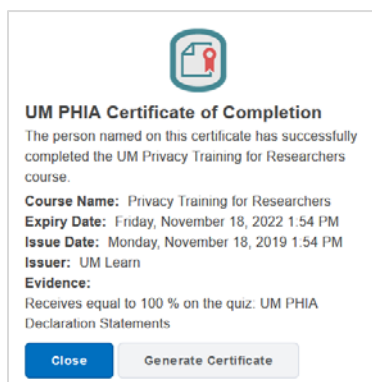 UM PHIA Certificate of Completion
The person named on this certificate has successfully
completed the UM Privacy Training for Researchers
course.
Course Name: Privacy Training for Researchers
Expiry Date: Friday, November 18, 2022 1:54 PM
Issue Date: Monday, November 18, 2019 1:54 PM
Issuer: UM Learn
Evidence:
Receives equal to 100 % on the quiz: UM PHIA
Declaration Statements
Close Generate Certificate